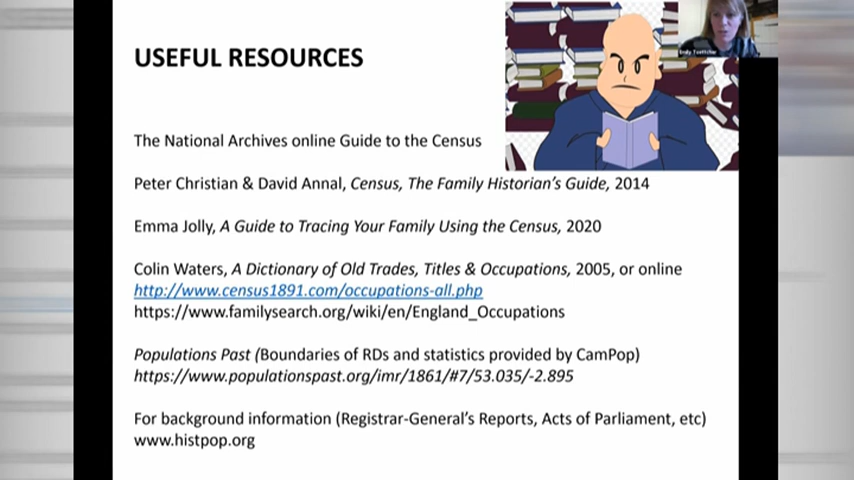 USEFUL RESOURCES
The National Archives online Guide to the Census
Peter Christian & David Annal, Census, The Family Historian's Guide, 2014
Emma Jolly, A Guide to Tracing Your Family Using the Census, 2020
Colin Waters, A Dictionary of Old Trades, Titles & Occupations, 2005, or online
http://www.census1891.com/occupations-all.php
https://www.familysearch.org/wiki/en/England_Occupations
Populations Past (Boundaries of RDs and statistics provided by CamPop)
https://www.populationspast.org/imr/1861/#7/53.035/-2.895
For background information (Registrar-General's Reports, Acts of Parliament, etc)
www.histpop.org